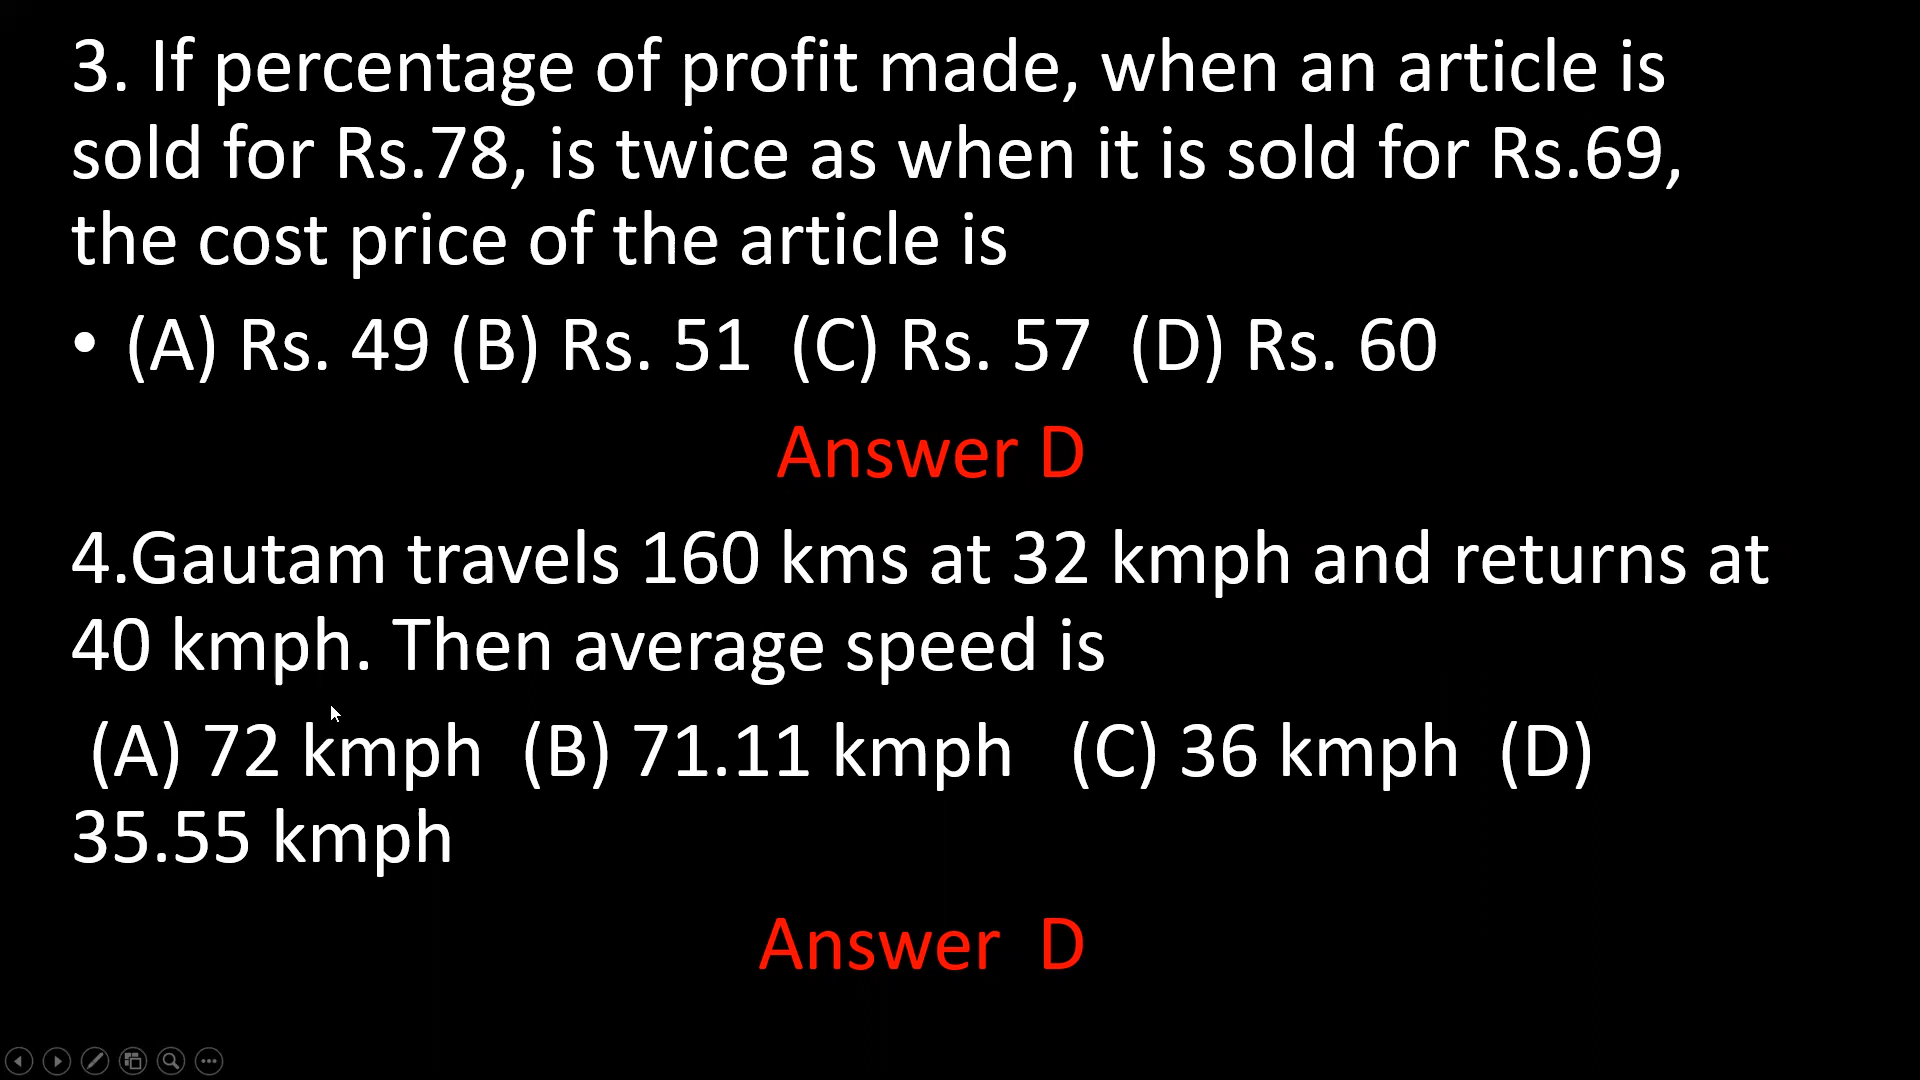 3. If percentage of profit made, when an article is
sold for Rs.78, is twice as when it is sold for Rs.69,
the cost price of the article is
• (A) Rs. 49 (B) Rs. 51 (C) Rs. 57 (D) Rs. 60
Answer D
4.Gautam travels 160 kms at 32 kmph and returns at
40 kmph. Then average speed is
(A) 72 kmph (B) 71.11 kmph (C) 36 kmph (D)
35.55 kmph
Answer D